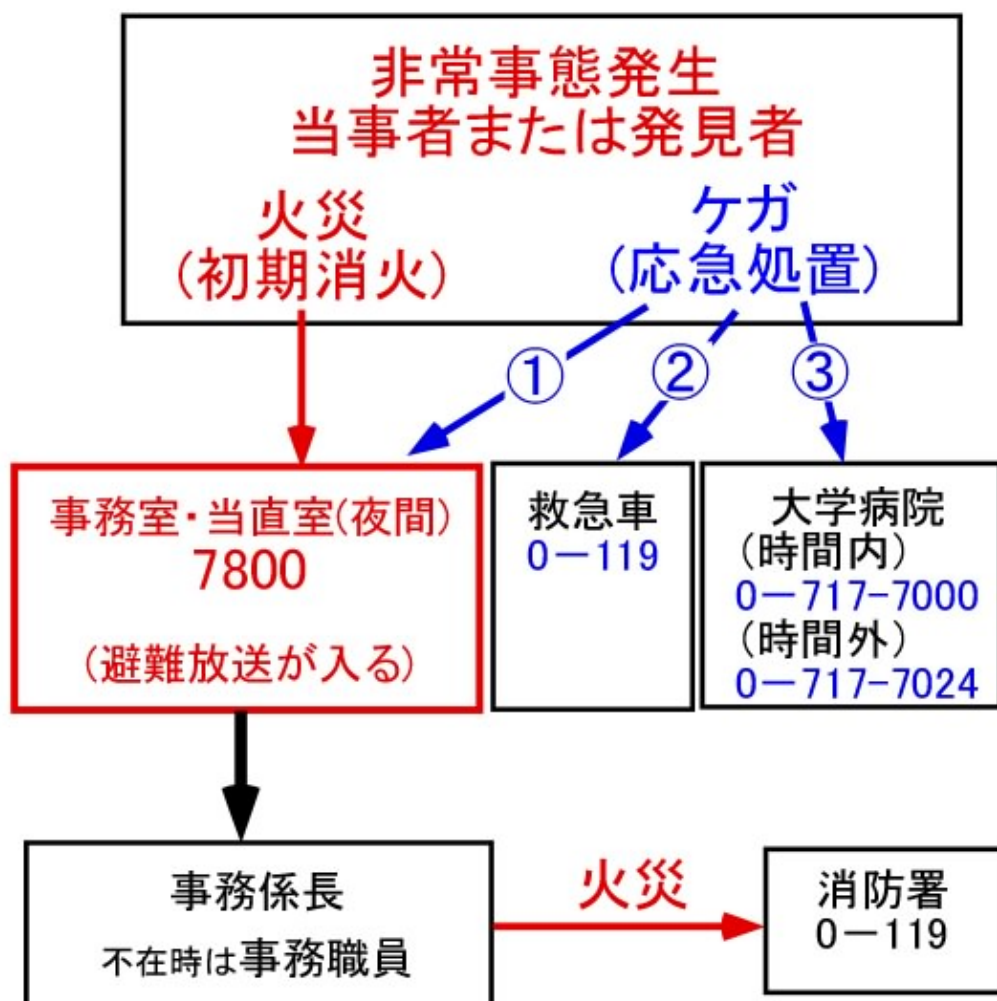 非常事態発生
当事者または発見者
火災
(初期消火)
ケガ
(応急処置)
①
②
③
事務室・当直室(夜間)
7800
(避難放送が入る)
救急車
0－119
大学病院
(時間内)
0－717-7000
(時間外)
0－717-7024
事務係長
不在時は事務職員
火災
消防署
0－119